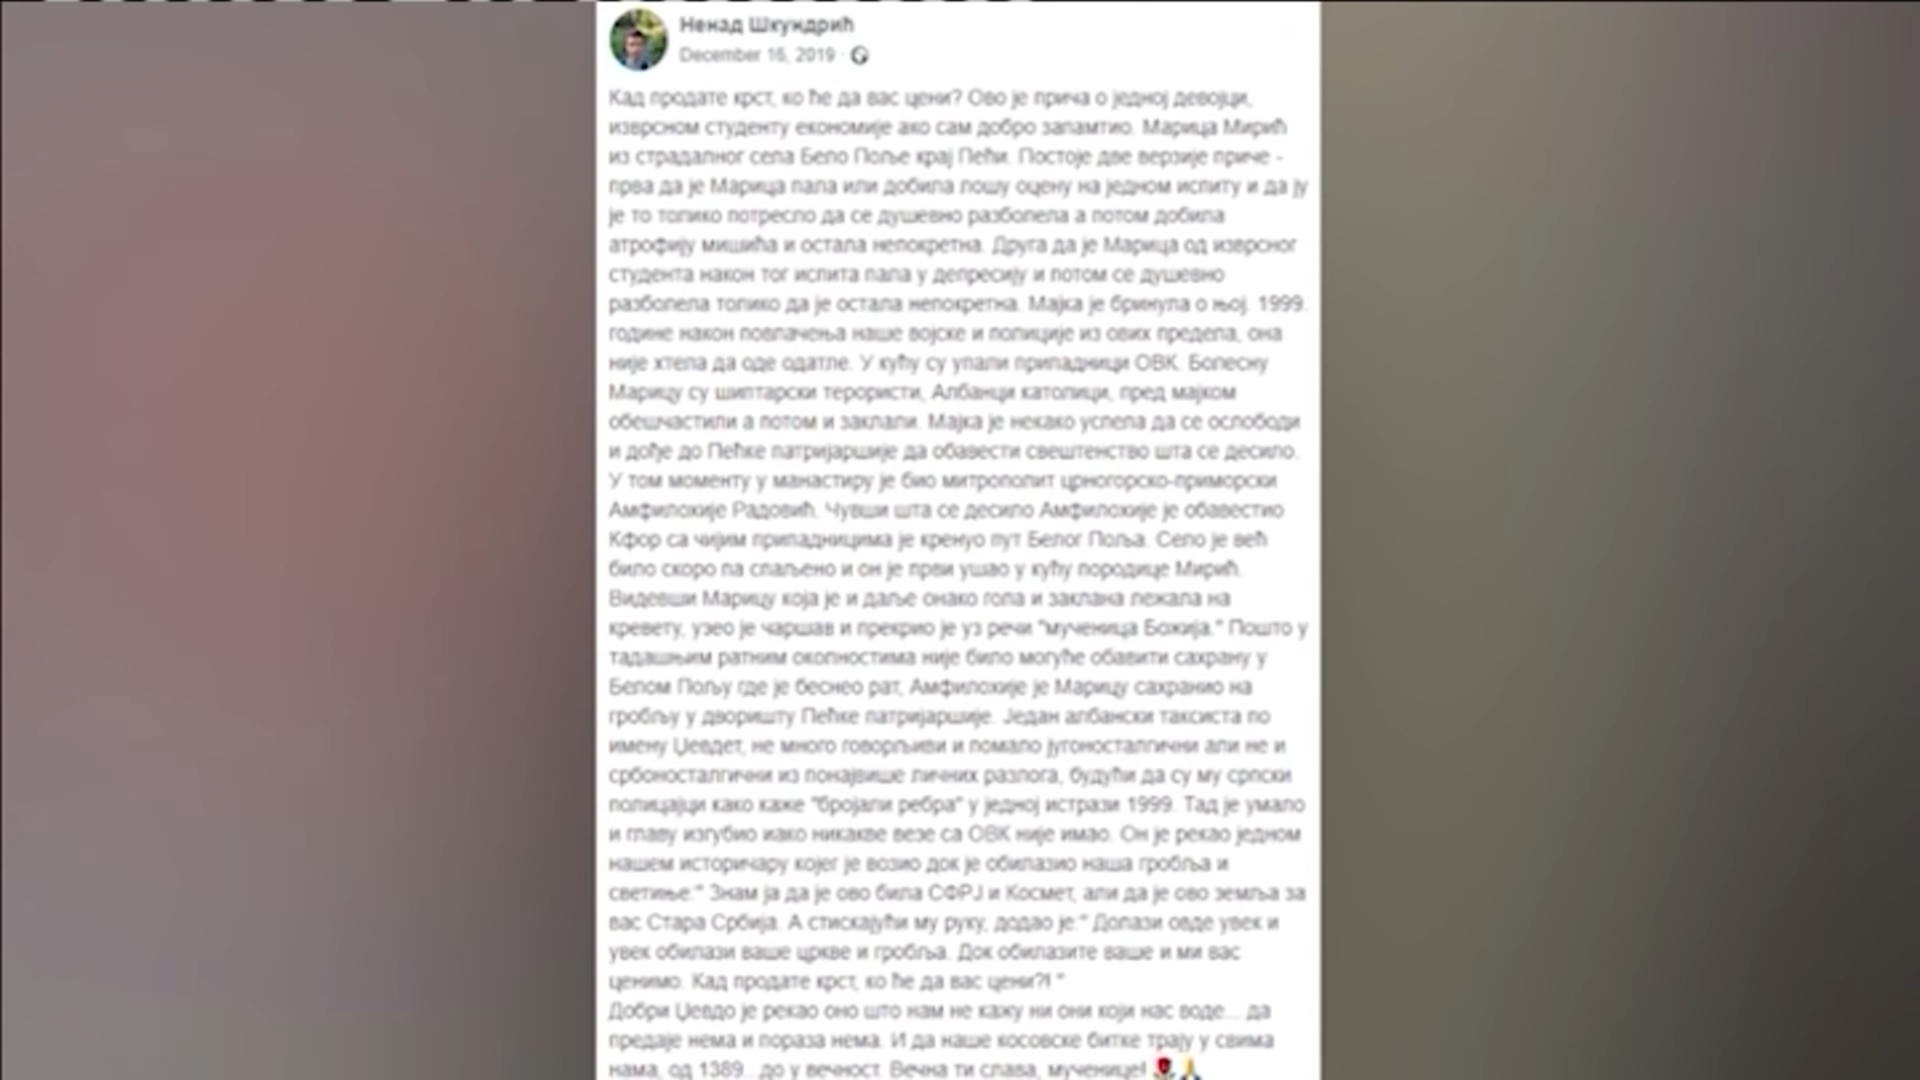 Ненад Шкундрић
December 16, 2019
Кад продате крст, ко ће да вас цени? Ово је прича о једној девојци,
изврсном студенту економије ако сам добро запамтио. Марица Мирић
из страдалног села Бело Поље крај Пећи. Постоје две верзије приче -
прва да је Марица пала или добила лошу оцену на једном испиту и да ју
је то толико потресло да се душевно разболела а потом добила
атрофију мишића и остала непокретна. Друга да је Марица од изврсног
студента након тог испита пала у депресију и потом се душевно
разболела толико да је остала непокретна. Мајка је бринула о њој. 1999.
године након повлачења наше војске и полиције из ових предела, она
није хтела да оде одатле. У кућу су упали припадници ОВК. Болесну
Марицу су шиптарски терористи, Албанци католици, пред мајком
обешчастили а потом и заклали. Мајка је некако успела да се ослободи
и дође до Пећке патријаршије да обавести свештенство шта се десило.
У том моменту у манастиру је био митрополит црногорско-приморски
Амфилохије Радовић. Чувши шта се десило Амфилохије је обавестио
Кфор са чијим припадницима је кренуо пут Белог Поља. Село је већ
било скоро па спаљено и он је први ушао у кућу породице Мирић.
Видевши Марицу која је и даље онако гола и заклана лежала на
кревету, узео је чаршав и прекрио је уз речи "мученица Божија." Пошто у
тадашњим ратним околностима није било могуће обавити сахрану у
Белом Пољу где је беснео рат, Амфилохије је Марицу сахранио на
гробљу у дворишту Пећке патријаршије. Један албански таксиста по
имену Џевдет, не много говорљиви и помало југоносталгични али не и
србоносталгични из понајвише личних разлога, будући да су му српски
полицајци како каже "бројали ребра" у једној истрази 1999. Тад је умало
и главу изгубио иако никакве везе са ОВК није имао. Он је рекао једном
нашем историчару којег је возио док је обилазио наша гробља и
светиње:" Знам ја да је ово била СФРЈ и Космет, али да је ово земља за
вас Стара Србија. А стискајући му руку, додао је:" Долази овде увек и
увек обилази ваше цркве и гробља. Док обилазите ваше и ми вас
ценимо. Кад продате крст, ко ће да вас цени?! "
Добри Џевдо је рекао оно што нам не кажу ни они који нас воде... да
предаје нема и пораза нема. И да наше косовске битке трају у свима
нама, од 1389...до у вечност. Вечна ти слава, мученице!